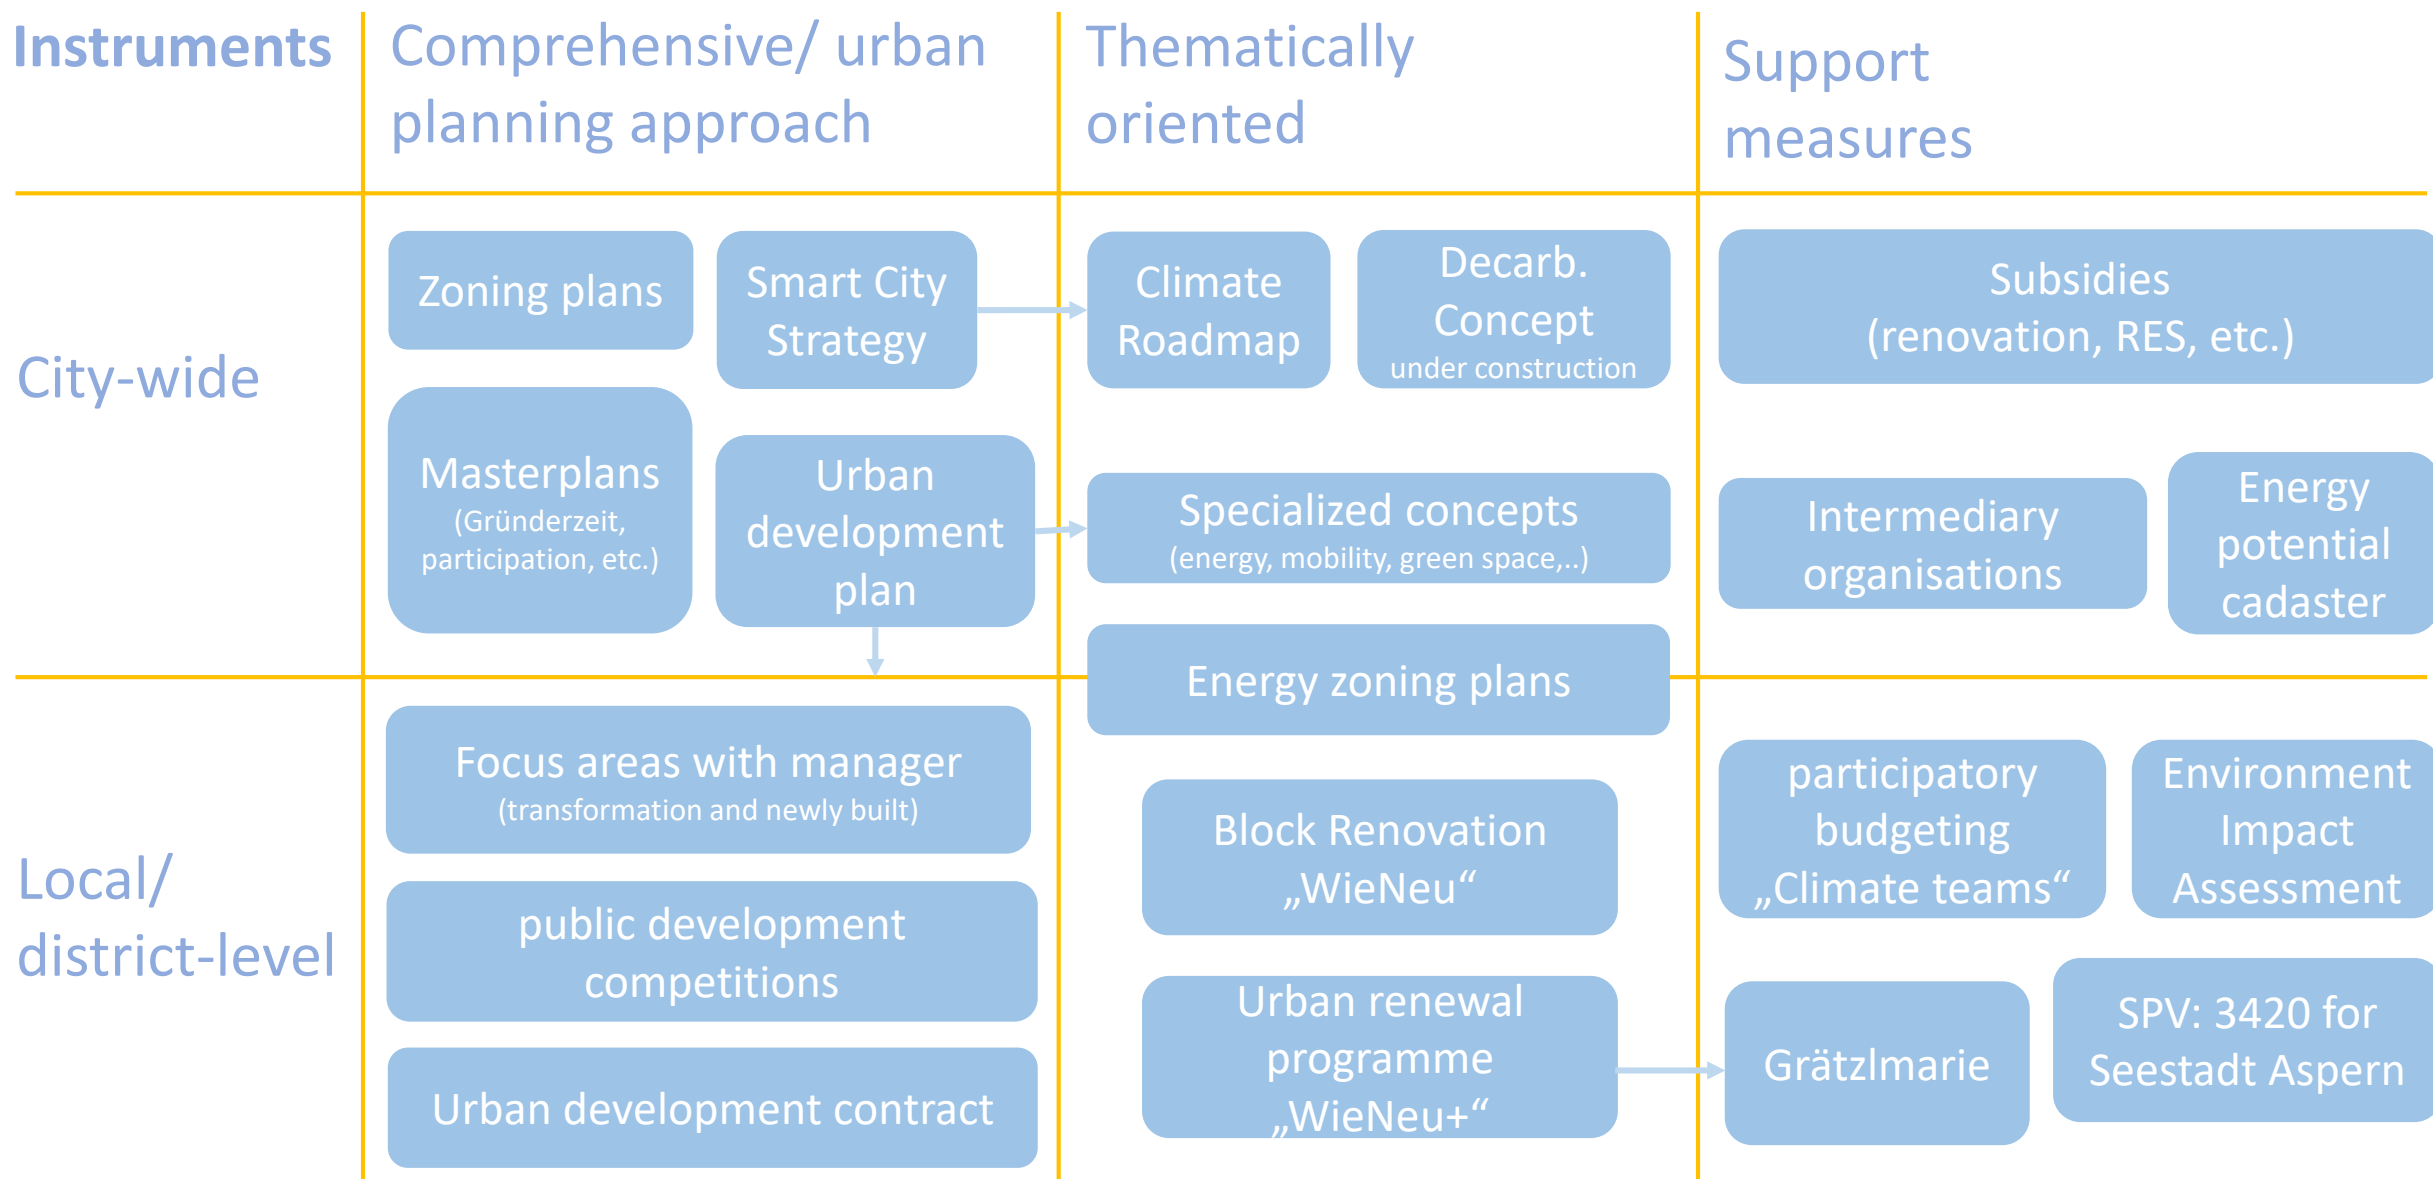 Instruments
Comprehensive/ urban
planning approach
Thematically
oriented
Support
measures
City-wide
Zoning plans
Smart City
Strategy
Masterplans
(Gründerzeit,
participation, etc.)
Urban
development
plan
Climate
Roadmap
Decarb.
Concept
under construction
Specialized concepts
(energy, mobility, green space,..)
Energy zoning plans
Subsidies
(renovation, RES, etc.)
Intermediary
organisations
Energy
potential
cadaster
Local/
district-level
Focus areas with manager
(transformation and newly built)
public development
competitions
Urban development contract
Block Renovation
„WieNeu“
Urban renewal
programme
„WieNeu+“
participatory
budgeting
„Climate teams“
Environment
Impact
Assessment
Grätzlmarie
SPV: 3420 for
Seestadt Aspern